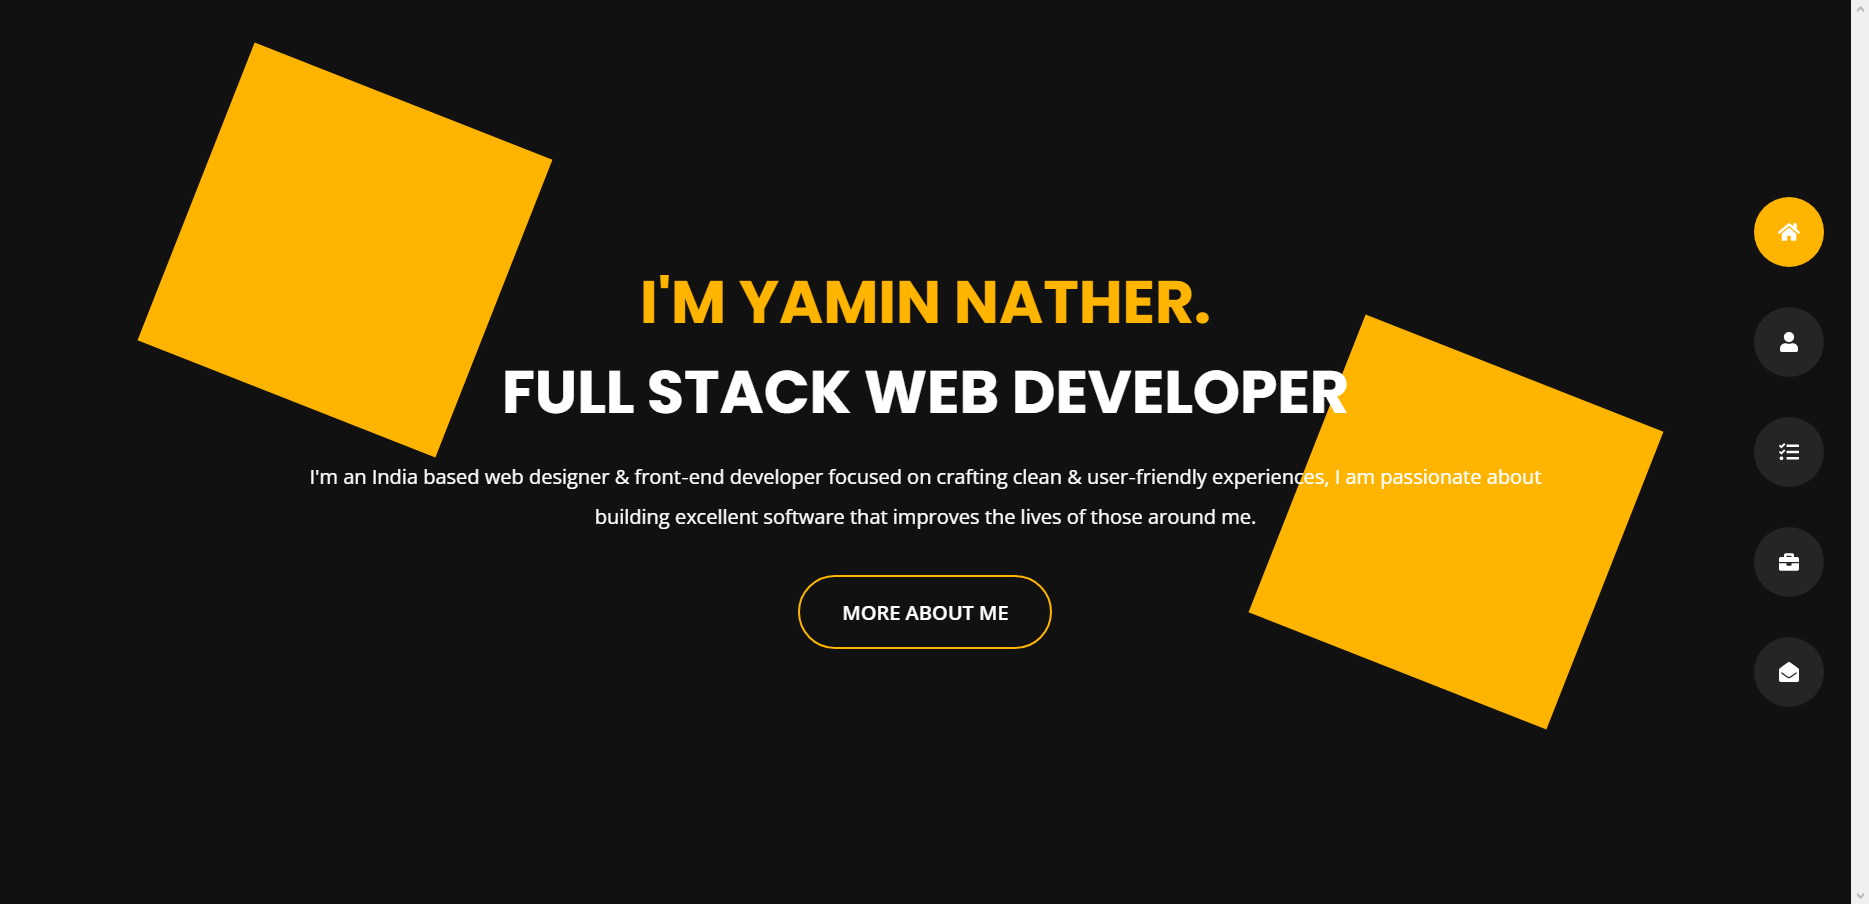 I'M YAMIN NATHER.
FULL STACK WEB DEVELOPER
I'm an India based web designer & front-end developer focused on crafting clean & user-friendly experiences, I am passionate about
building excellent software that improves the lives of those around me.
MORE ABOUT ME